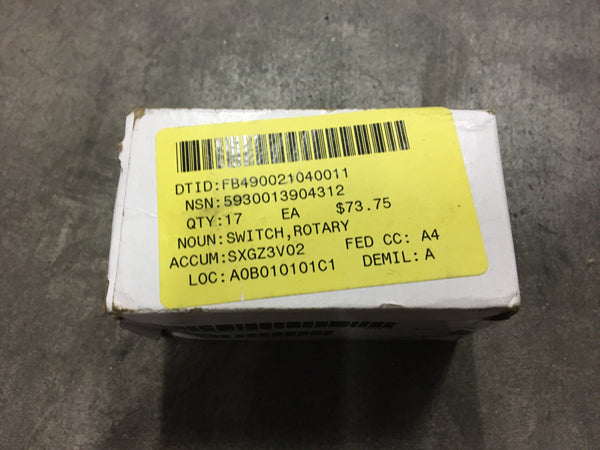 DTID:FB490021040011
NSN:5930013904312
QTY:17 EA $73.75
NOUN:SWITCH,ROTARY
ACCUM:SXGZ3V02 FED CC: A4
LOC:A0B010101C1 DEMIL:A